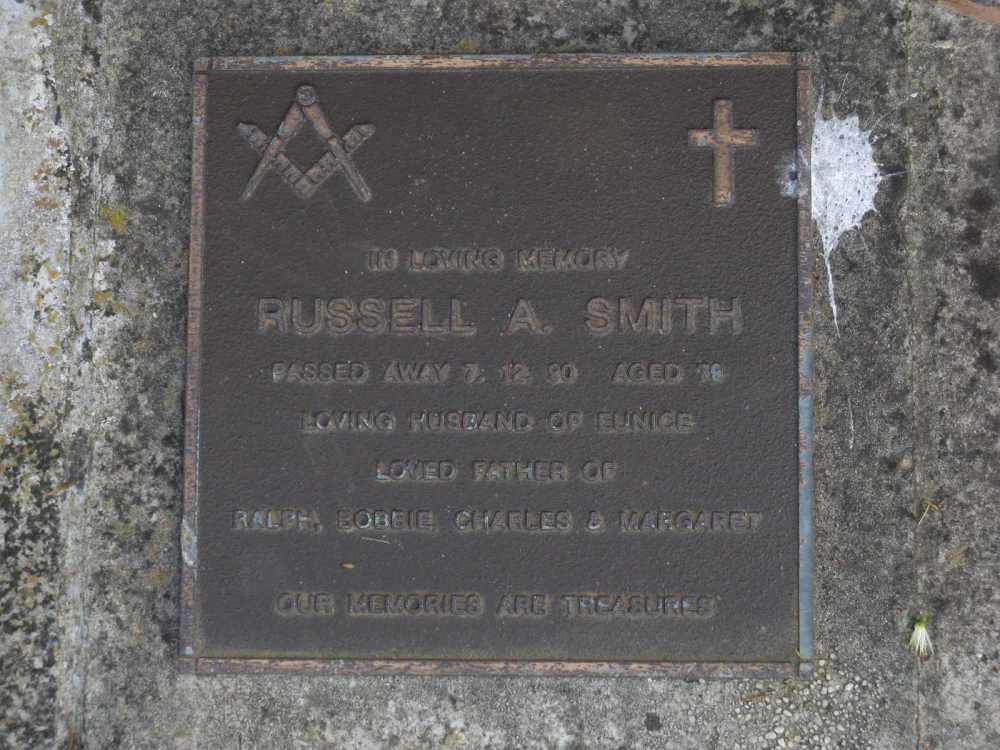 IN LOVING MEMORY
RUSSELL A. SMITH
PASSED AWAY 7. 12. 90 AGED 78
LOVING HUSBAND OF EUNICE
LOVED FATHER OF
RALPH, BOBBIE, CHARLES & MARGARET
OUR MEMORIES ARE TREASURES